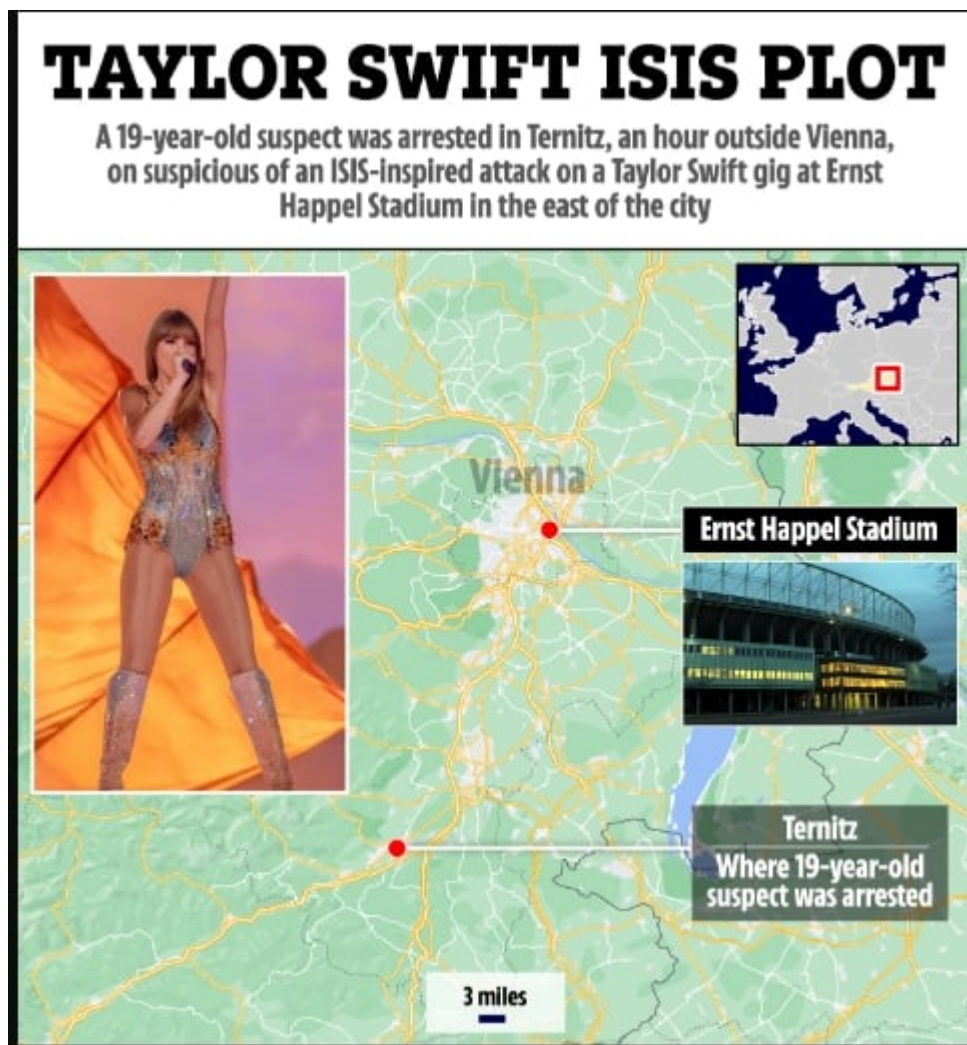 TAYLOR SWIFT ISIS PLOT
A 19-year-old suspect was arrested in Ternitz, an hour outside Vienna,
on suspicious of an ISIS-inspired attack on a Taylor Swift gig at Ernst
Happel Stadium in the east of the city
Vienna
Ernst Happel Stadium
Ternitz
Where 19-year-old
suspect was arrested
3 miles